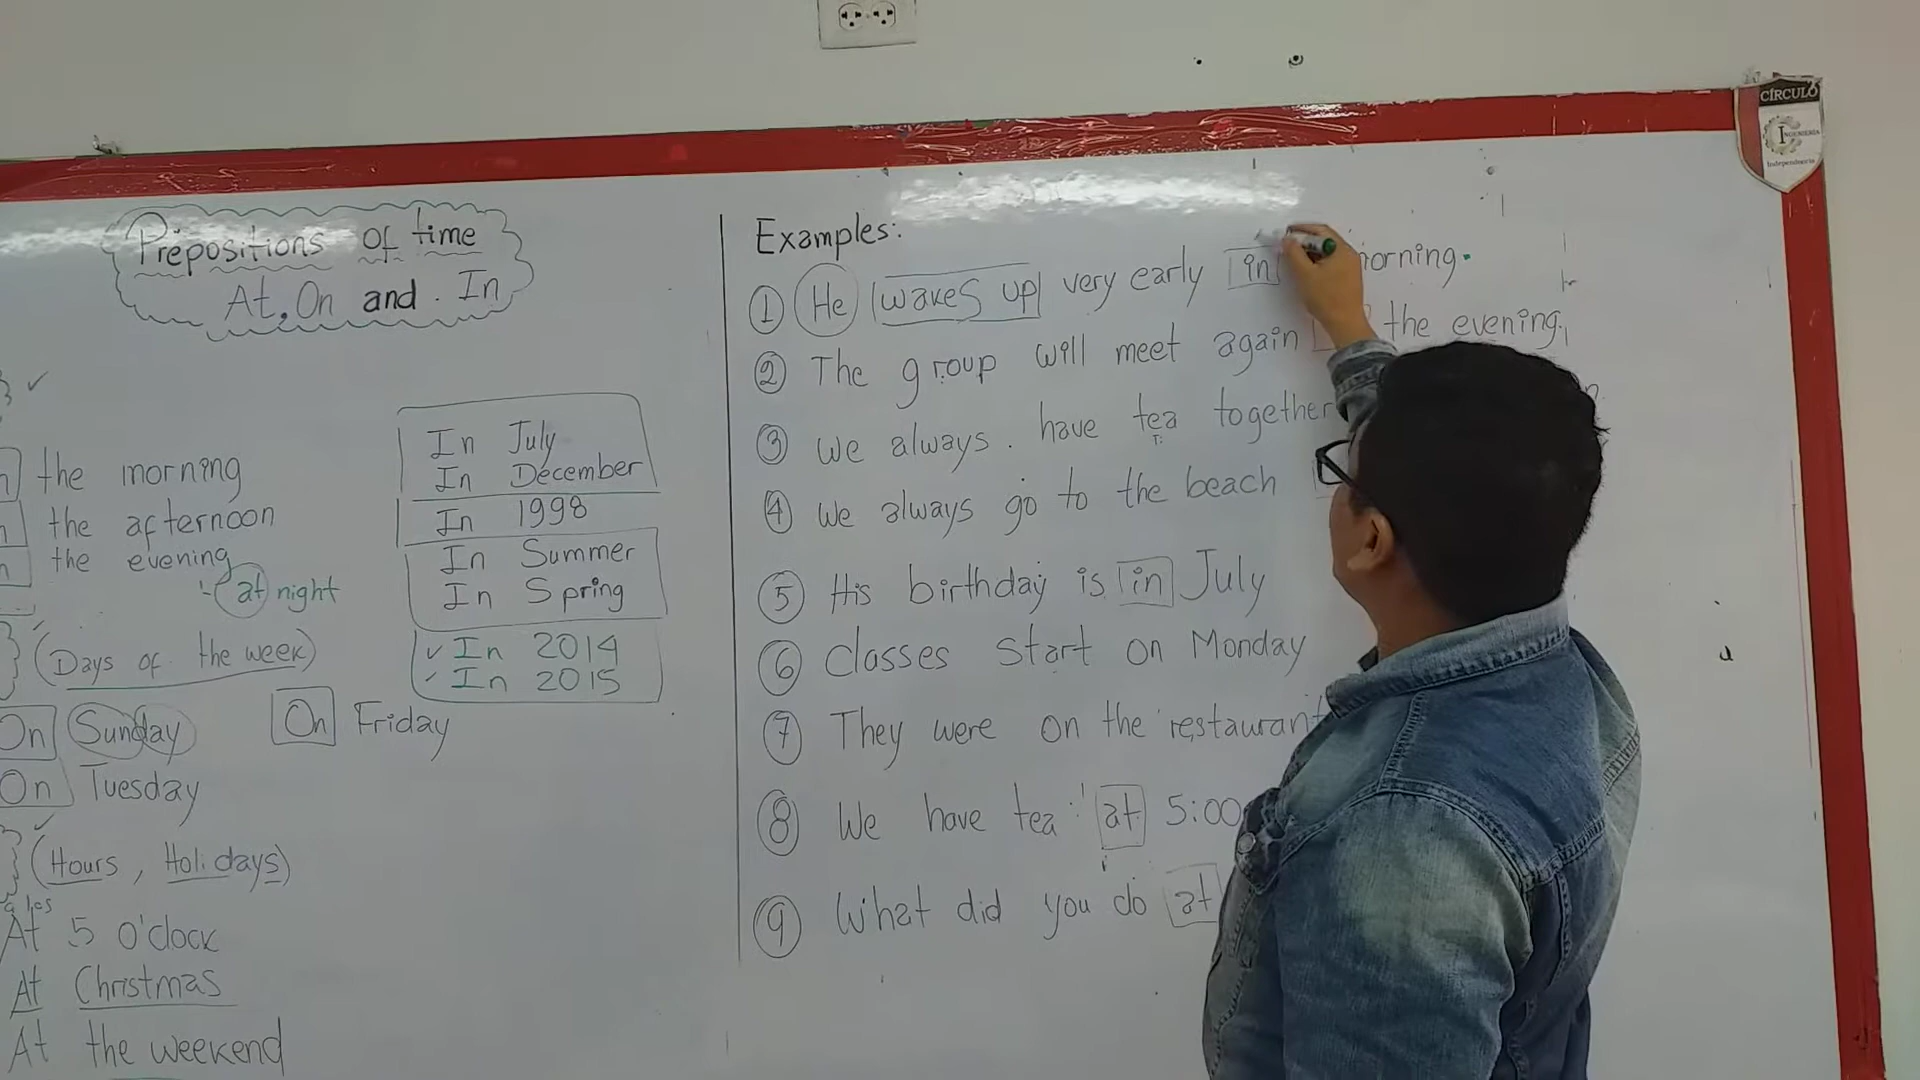 CÍRCULO
INGENIERÍA
Independencia
Prepositions of time
At, On and . In
the morning
the afternoon
the evening
at night
(Days of the week)
On Sunday
On Friday
On Tuesday
(Hours, Holidays)
At 5 o'clock
At Christmas
At the weekend
In July
In December
In 1998
In Summer
In Spring
✓ In 2014
✓ In 2015
Examples:
① He wakes up very early in morning.
② The group will meet again the evening.
③ We always . have tea together
④ We always go to the beach
⑤ His birthday is in July
⑥ Classes start on Monday
⑦ They were on the restaurant
⑧ We have tea at 5:00
⑨ What did you do at